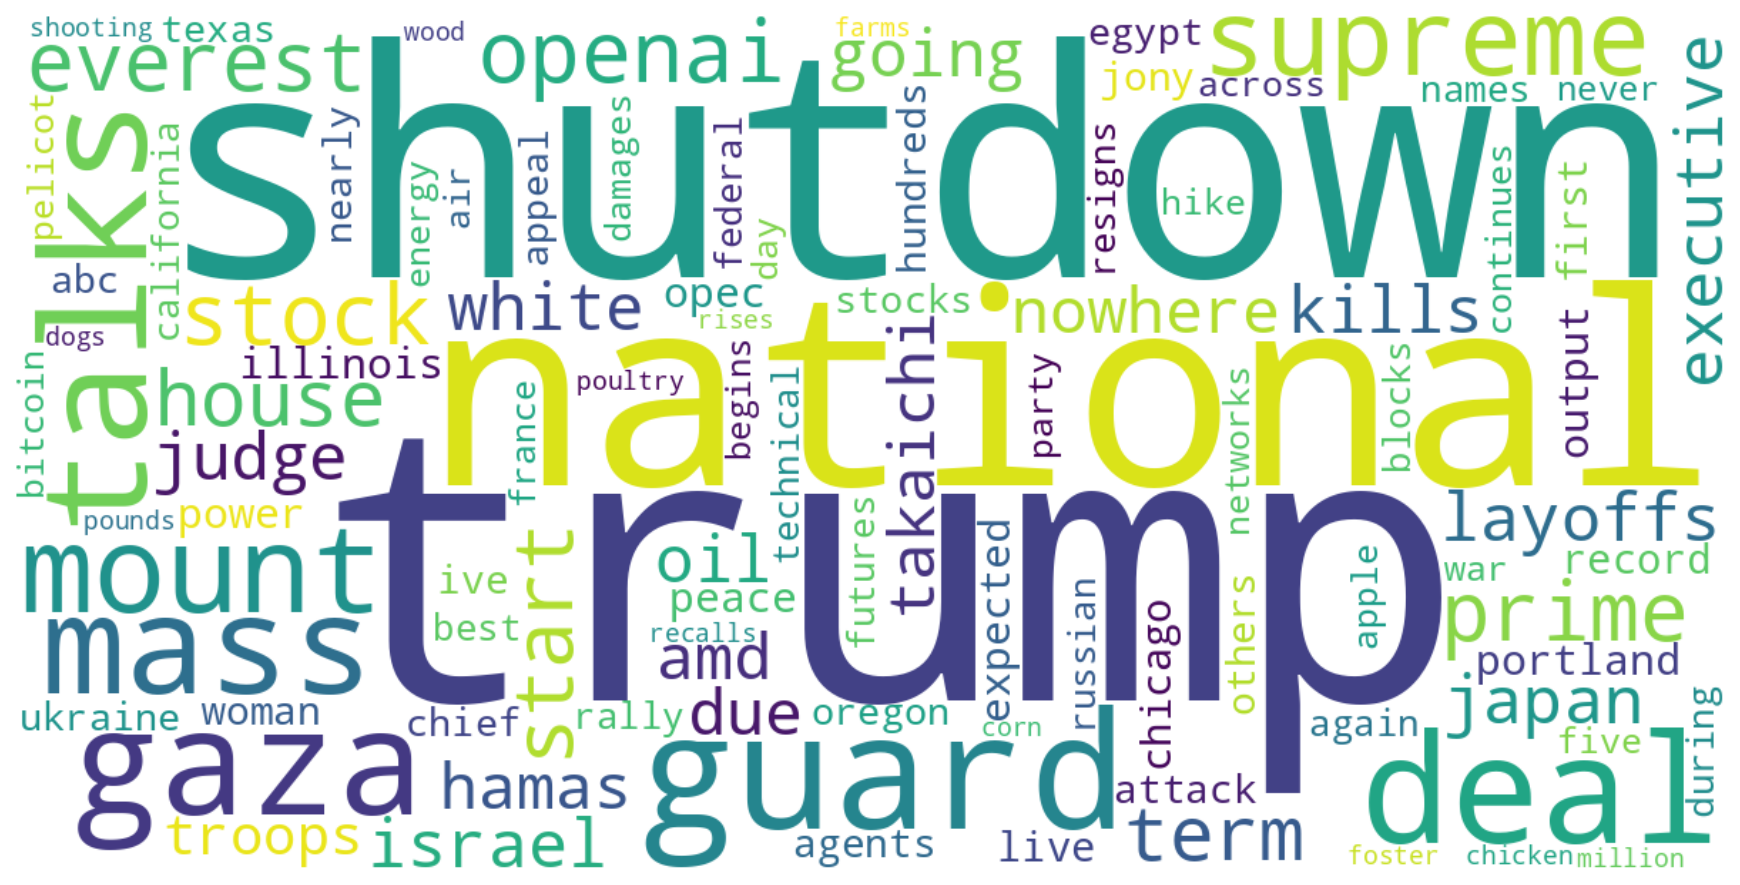 shooting
texas
wood
everest
openai
farms
going
egypt
supreme
jony
across
names
never
executive
pelicot
talks
california
shutdown
nearly
energy
air
appeal
damages
federal
day
hundreds
resigns
hike
continues
first
abc
stock
white
opec
rises
stocks
nowhere
kills
dogs
illinois
national
output
bitcoin
house
france
poultry
begins
technical
takaichi
party
networks
blocks
judge
trump
pounds
power
layoffs
mount
start
ive
oil
futures
expected
apple
war
record
peace
best
recalls
russian
chicago
others
prime
mass
amd
portland
ukraine
woman
chief
rally
due
oregon
corn
again
japan
five
during
gaza
hamas
guard
attack
deal
troops
israel
agents
live
term
foster
chicken
million